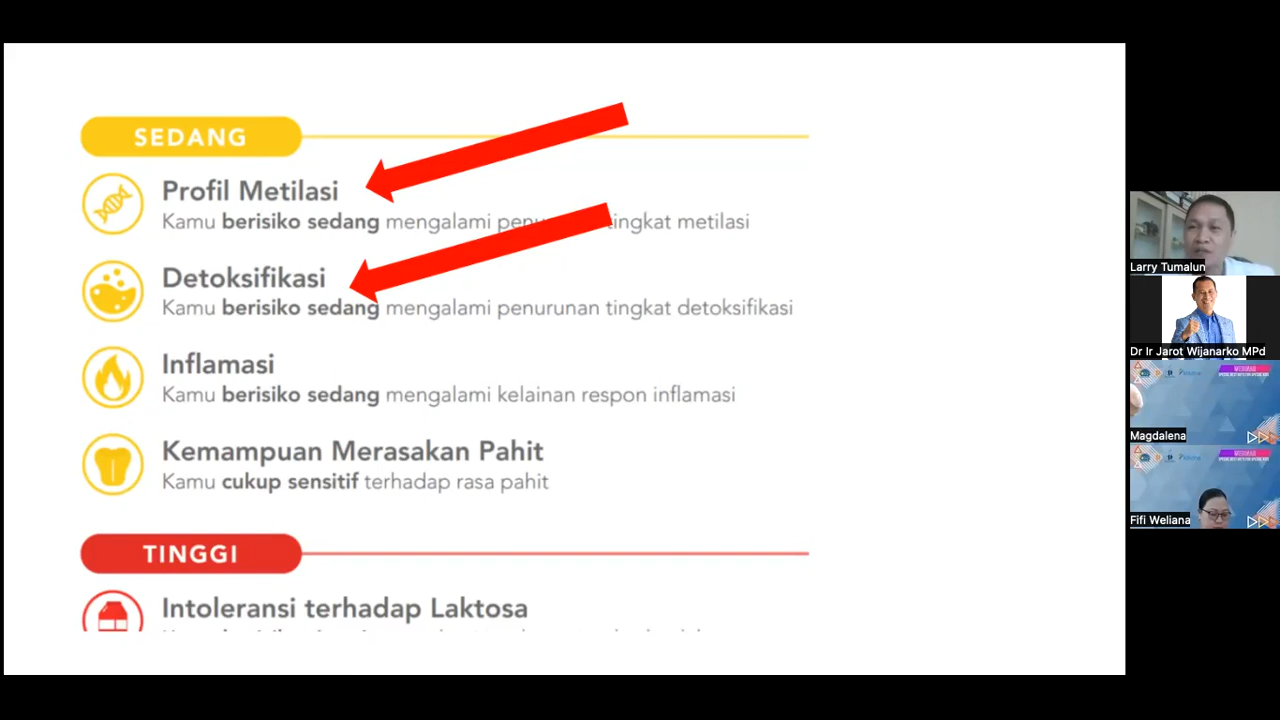 SEDANG
Profil Metilasi
Kamu berisiko sedang mengalami tingkat metilasi
Detoksifikasi
Kamu berisiko sedang mengalami penurunan tingkat detoksifikasi
Inflamasi
Kamu berisiko sedang mengalami kelainan respon inflamasi
Kemampuan Merasakan Pahit
Kamu cukup sensitif terhadap rasa pahit
TINGGI
Intoleransi terhadap Laktosa
Larry Tumalun
Dr Ir Jarot Wijanarko MPd
WEBINAR
Magdalena
WEBINAR
Fifi Weliana